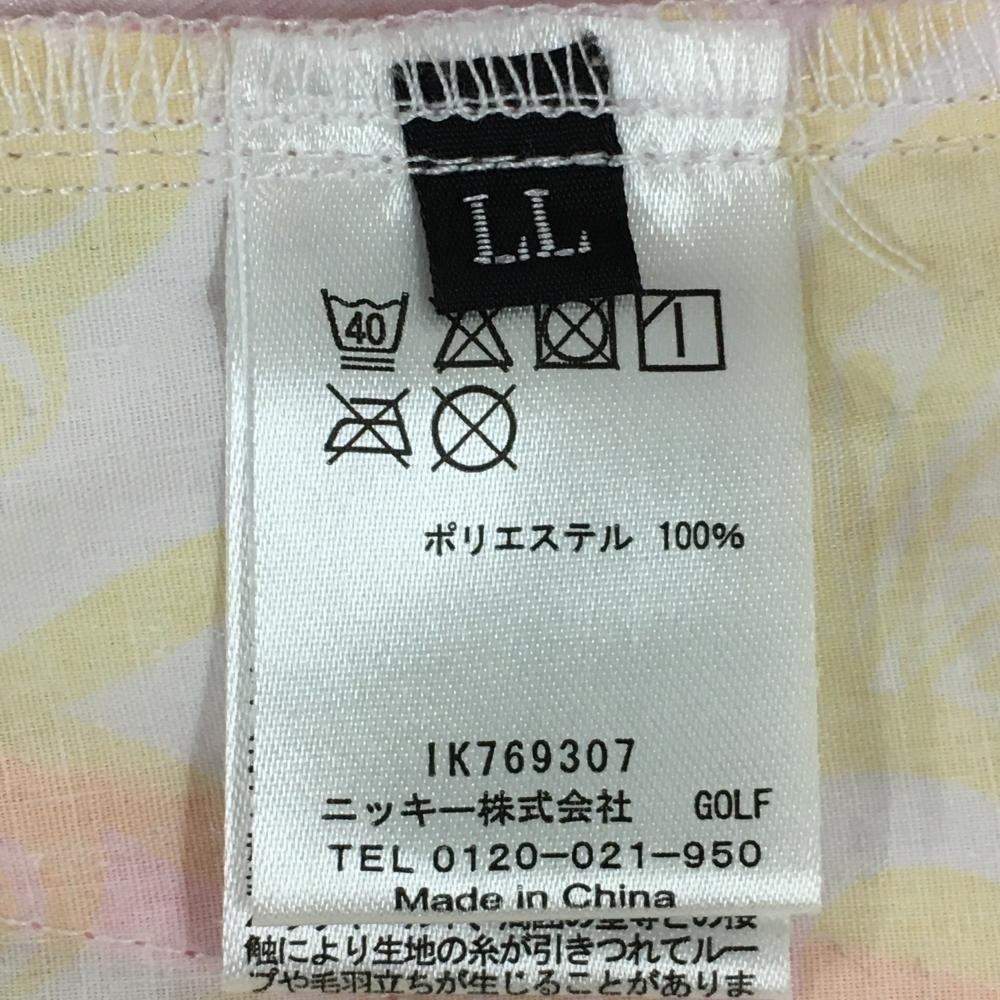 LL
40
ポリエステル 100%
IK769307
ニッキー株式会社 GOLF
TEL 0120-021-950
Made in China
触により生地の糸が引きつれてルー
プや毛羽立ちが生じることがありま